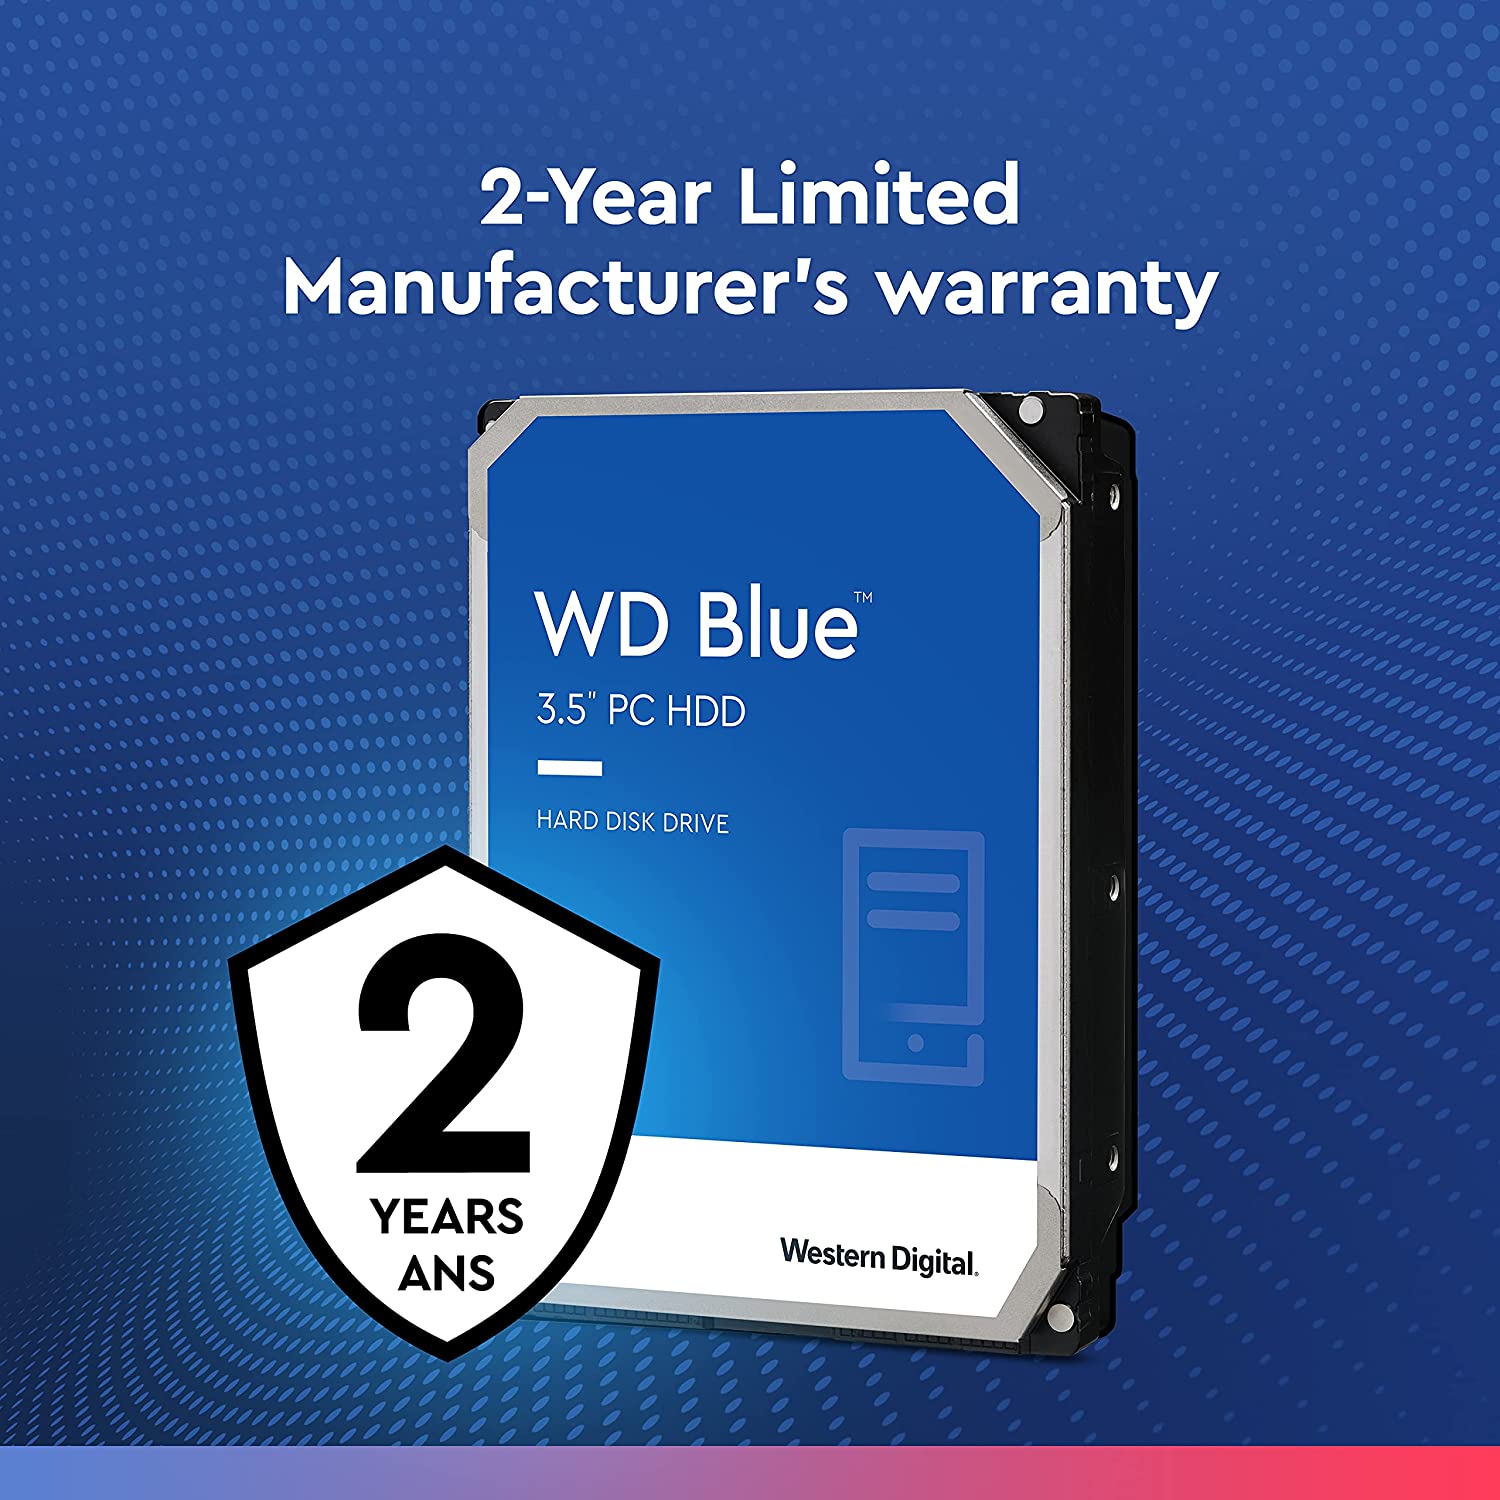 2-Year Limited
Manufacturer's warranty
WD Blue™
3.5" PC HDD
HARD DISK DRIVE
2
YEARS
ANS
Western Digital.